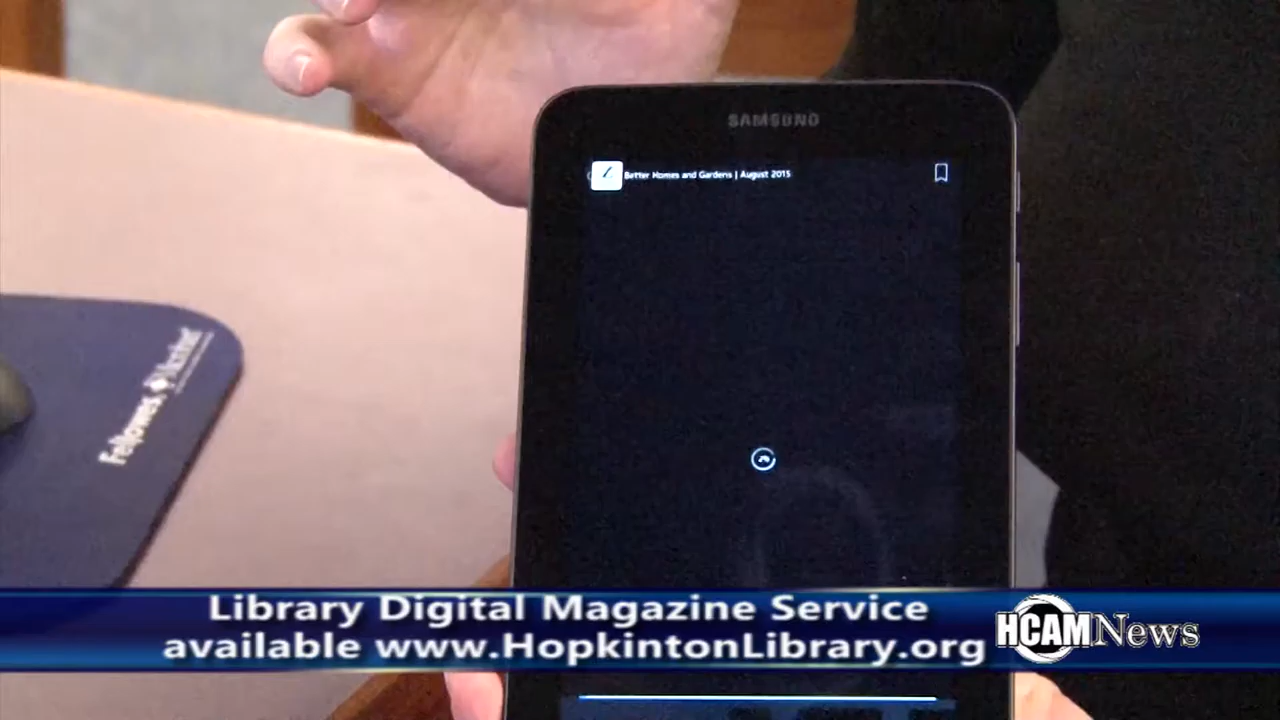 SAMSUNG
Better Homes and Gardens | August 2015
Fellowes
Library Digital Magazine Service
available www.HopkintonLibrary.org
HCAMNews